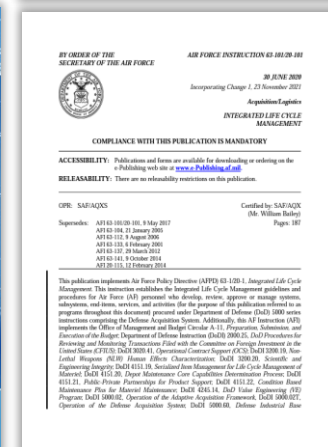 BY ORDER OF THE
SECRETARY OF THE AIR FORCE
AIR FORCE INSTRUCTION 63-101/20-101
30 JUNE 2020
Incorporating Change 1, 23 November 2021
Acquisition/Logistics
INTEGRATED LIFE CYCLE
MANAGEMENT
COMPLIANCE WITH THIS PUBLICATION IS MANDATORY
ACCESSIBILITY: Publications and forms are available for downloading or ordering on the
e-Publishing web site at www.e-Publishing.af.mil.
RELEASABILITY: There are no releasability restrictions on this publication.
OPR: SAF/AQXS
Certified by: SAF/AQX
(Mr. William Bailey)
Supersedes: AFI 63-101/20-101, 9 May 2017
Pages: 187
AFI 63-104, 21 January 2005
AFI 63-112, 9 August 2006
AFI 63-133, 6 February 2001
AFI 63-137, 29 March 2012
AFI 63-141, 9 October 2014
AFI 20-115, 12 February 2014
This publication implements Air Force Policy Directive (AFPD) 63-1/20-1, Integrated Life Cycle
Management. This instruction establishes the Integrated Life Cycle Management guidelines and
procedures for Air Force (AF) personnel who develop, review, approve or manage systems,
subsystems, end-items, services, and activities (for the purpose of this publication referred to as
programs throughout this document) procured under Department of Defense (DoD) 5000 series
instructions comprising the Defense Acquisition System. Additionally, this AF Instruction (AFI)
implements the Office of Management and Budget Circular A-11, Preparation, Submission, and
Execution of the Budget; Department of Defense Instruction (DoDI) 2000.25, DoD Procedures for
Reviewing and Monitoring Transactions Filed with the Committee on Foreign Investment in the
United States (CFIUS); DoDI 3020.41, Operational Contract Support (OCS); DoDI 3200.19, Non-
Lethal Weapons (NLW) Human Effects Characterization; DoDI 3200.20, Scientific and
Engineering Integrity; DoDI 4151.19, Serialized Item Management for Life Cycle Management of
Materiel; DoDI 4151.20, Depot Maintenance Core Capabilities Determination Process; DoDI
4151.21, Public-Private Partnerships for Product Support; DoDI 4151.22, Condition Based
Maintenance Plus for Materiel Maintenance; DoDI 4245.14, DoD Value Engineering (VE)
Program; DoDI 5000.02, Operation of the Adaptive Acquisition Framework; DoDI 5000.02T,
Operation of the Defense Acquisition System; DoDI 5000.60, Defense Industrial Base